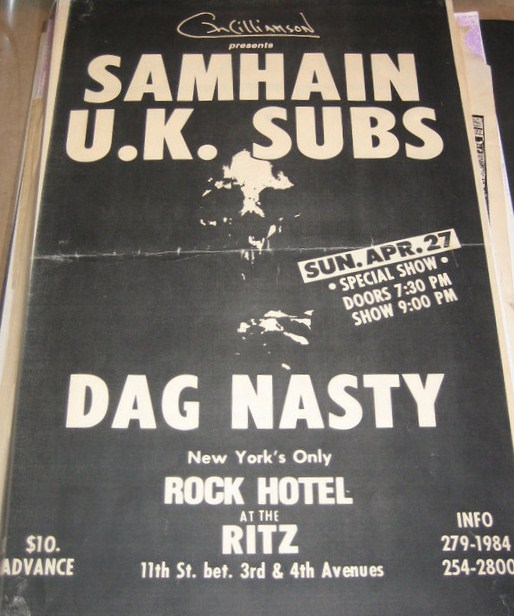 Williamson
presents
SAMHAIN
U.K. SUBS
SUN. APR. 27
• SPECIAL SHOW •
DOORS 7:30 PM
SHOW 9:00 PM
DAG NASTY
New York's Only
ROCK HOTEL
AT THE
RITZ
11th St. bet. 3rd & 4th Avenues
$10.
ADVANCE
INFO
279-1984
254-2800